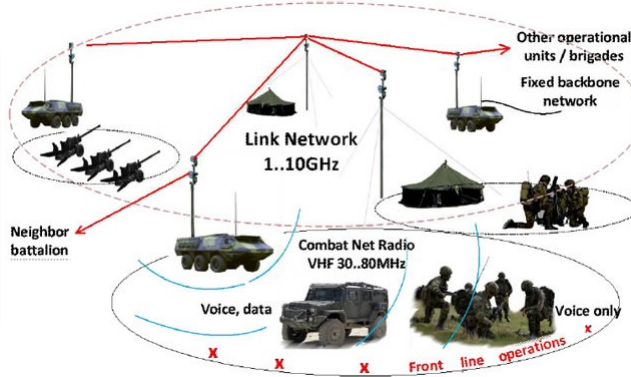 Other operational
units / brigades
Fixed backbone
network
Link Network
1..10GHz
Neighbor
battalion
Combat Net Radio
VHF 30..80MHz
Voice, data
Voice only
X X X Front line operations x